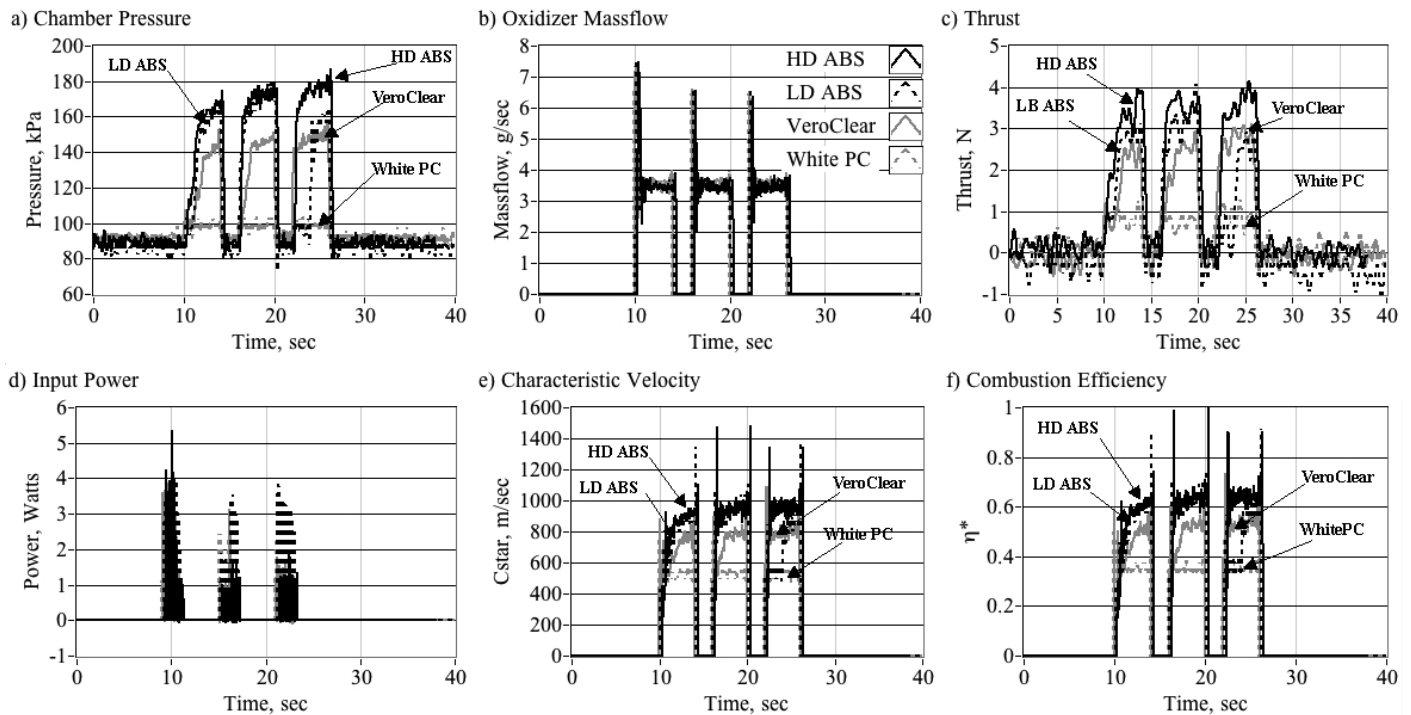 a) Chamber Pressure
200
180
160
140
120
100
80
60
Pressure, kPa
0
10
20
30
40
Time, sec
LD ABS
HD ABS
VeroClear
White PC
b) Oxidizer Massflow
8
7
6
5
4
3
2
1
0
Massflow, g/sec
0
10
20
30
40
Time, sec
HD ABS
LD ABS
VeroClear
White PC
c) Thrust
5
4
3
2
1
0
-1
Thrust, N
0
5
10
15
20
25
30
35
40
Time, sec
HD ABS
LB ABS
VeroClear
White PC
d) Input Power
6
5
4
3
2
1
0
-1
Power, Watts
0
10
20
30
40
Time, sec
e) Characteristic Velocity
1600
1400
1200
1000
800
600
400
200
0
Cstar, m/sec
0
10
20
30
40
Time, sec
HD ABS
LD ABS
VeroClear
White PC
f) Combustion Efficiency
1
0.8
0.6
0.4
0.2
0
η*
0
10
20
30
40
Time, sec
HD ABS
LD ABS
VeroClear
WhitePC